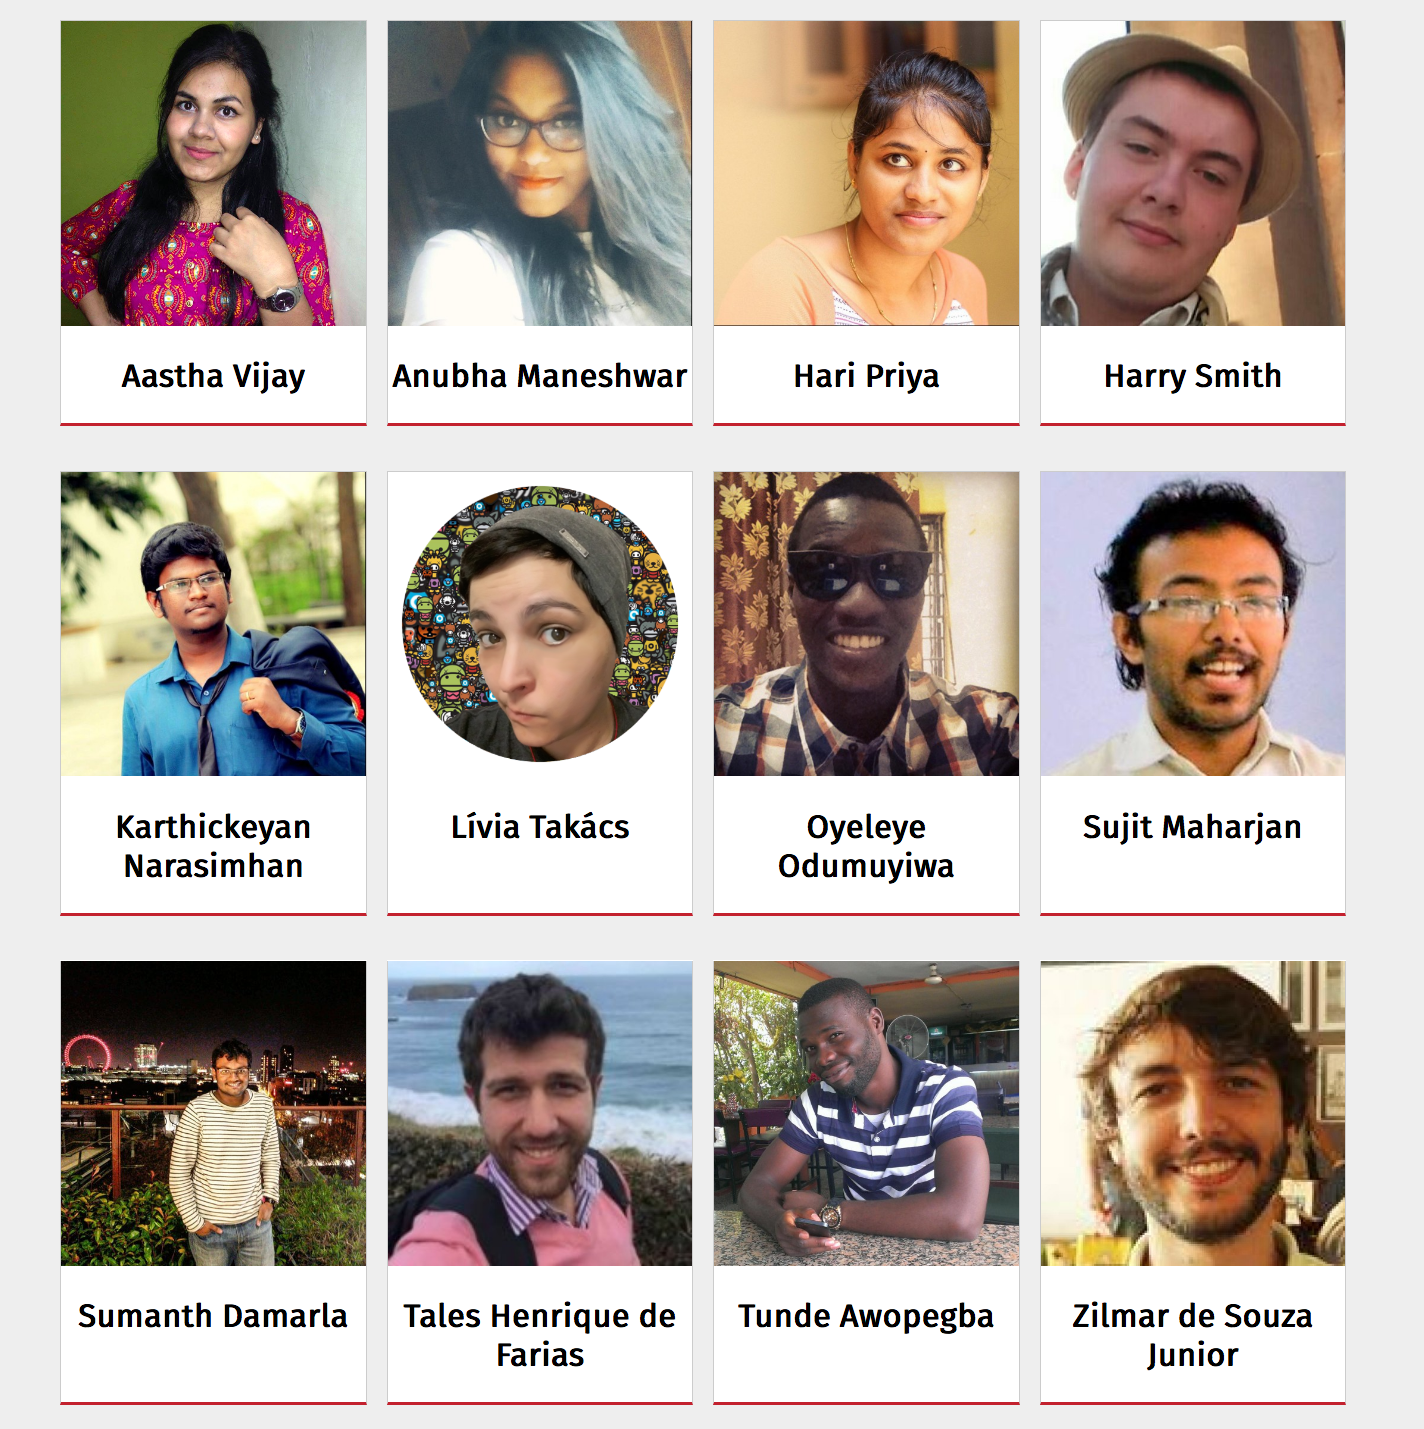 Aastha Vijay
Anubha Maneshwar
Hari Priya
Harry Smith
Karthickeyan
Narasimhan
Lívia Takács
Oyeleye
Odumuyiwa
Sujit Maharjan
Sumanth Damarla
Tales Henrique de
Farias
Tunde Awopegba
Zilmar de Souza
Junior